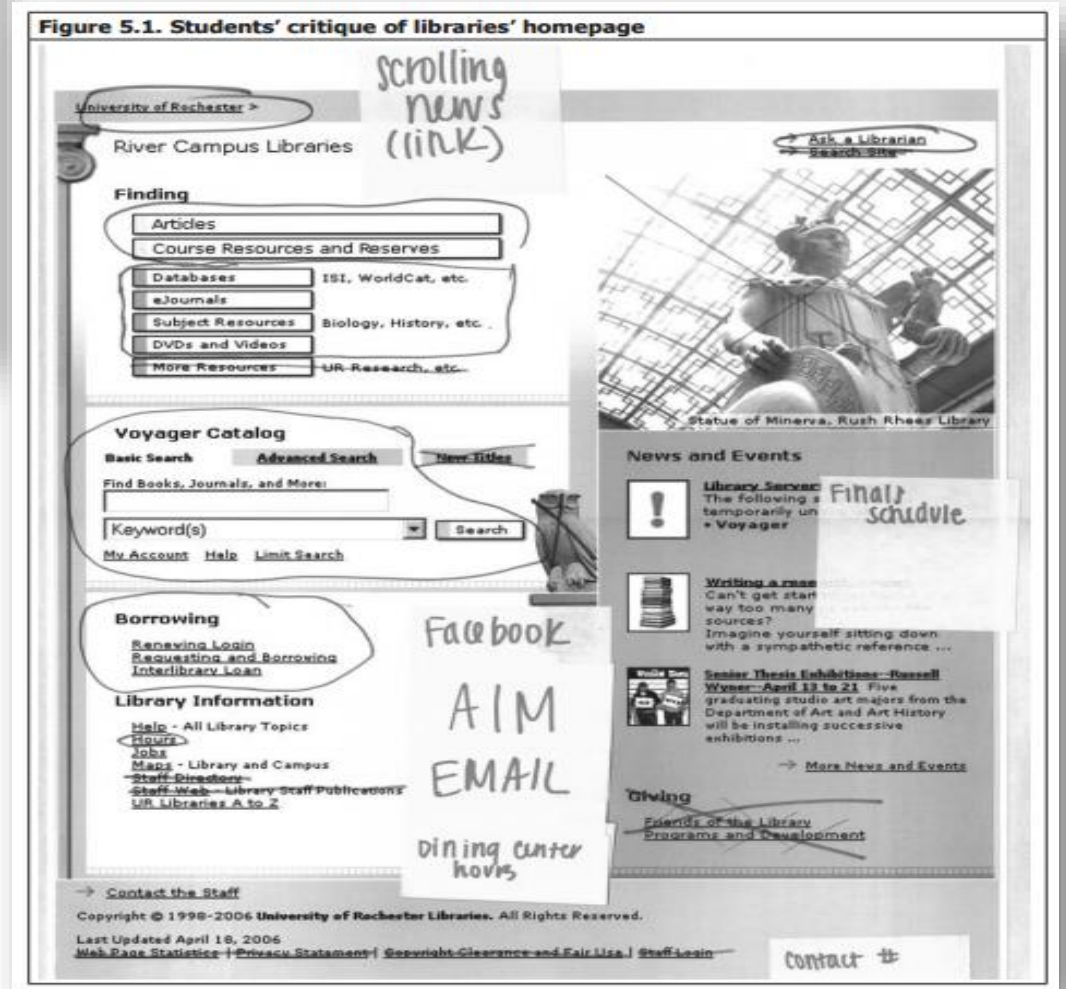 Figure 5.1. Students' critique of libraries' homepage
scrolling
news
(link)
University of Rochester >
River Campus Libraries
→ Ask a Librarian
→ Search Site
Finding
Articles
Course Resources and Reserves
Databases ISI, WorldCat, etc.
eJournals
Subject Resources Biology, History, etc.
DVDs and Videos
More Resources UR Research, etc.
Statue of Minerva, Rush Rhees Library
Voyager Catalog
Basic Search Advanced Search New Titles
Find Books, Journals, and More:
Keyword(s) Search
My Account Help Limit Search
Borrowing
Renewing Login
Requesting and Borrowing
Interlibrary Loan
Library Information
Help - All Library Topics
Hours
Jobs
Maps - Library and Campus
Staff Directory
Staff Web - Library Staff Publications
UR Libraries A to Z
Facebook
AIM
EMAIL
Dining center
hours
News and Events
Library Server
The following
temporarily
• Voyager
Finals
schedule
Writing a
Can't get
way too many
sources?
Imagine yourself sitting down
with a sympathetic reference ...
Senior Thesis Exhibitions--Russell
Wyner--April 13 to 21 Five
graduating studio art majors from the
Department of Art and Art History
will be installing successive
exhibitions ...
→ More News and Events
Giving
Friends of the Library
Programs and Development
→ Contact the Staff
Copyright © 1998-2006 University of Rochester Libraries. All Rights Reserved.
Last Updated April 18, 2006
Web Page Statistics | Privacy Statament | Copyright Clearance and Fair Use | Staff Login
contact #